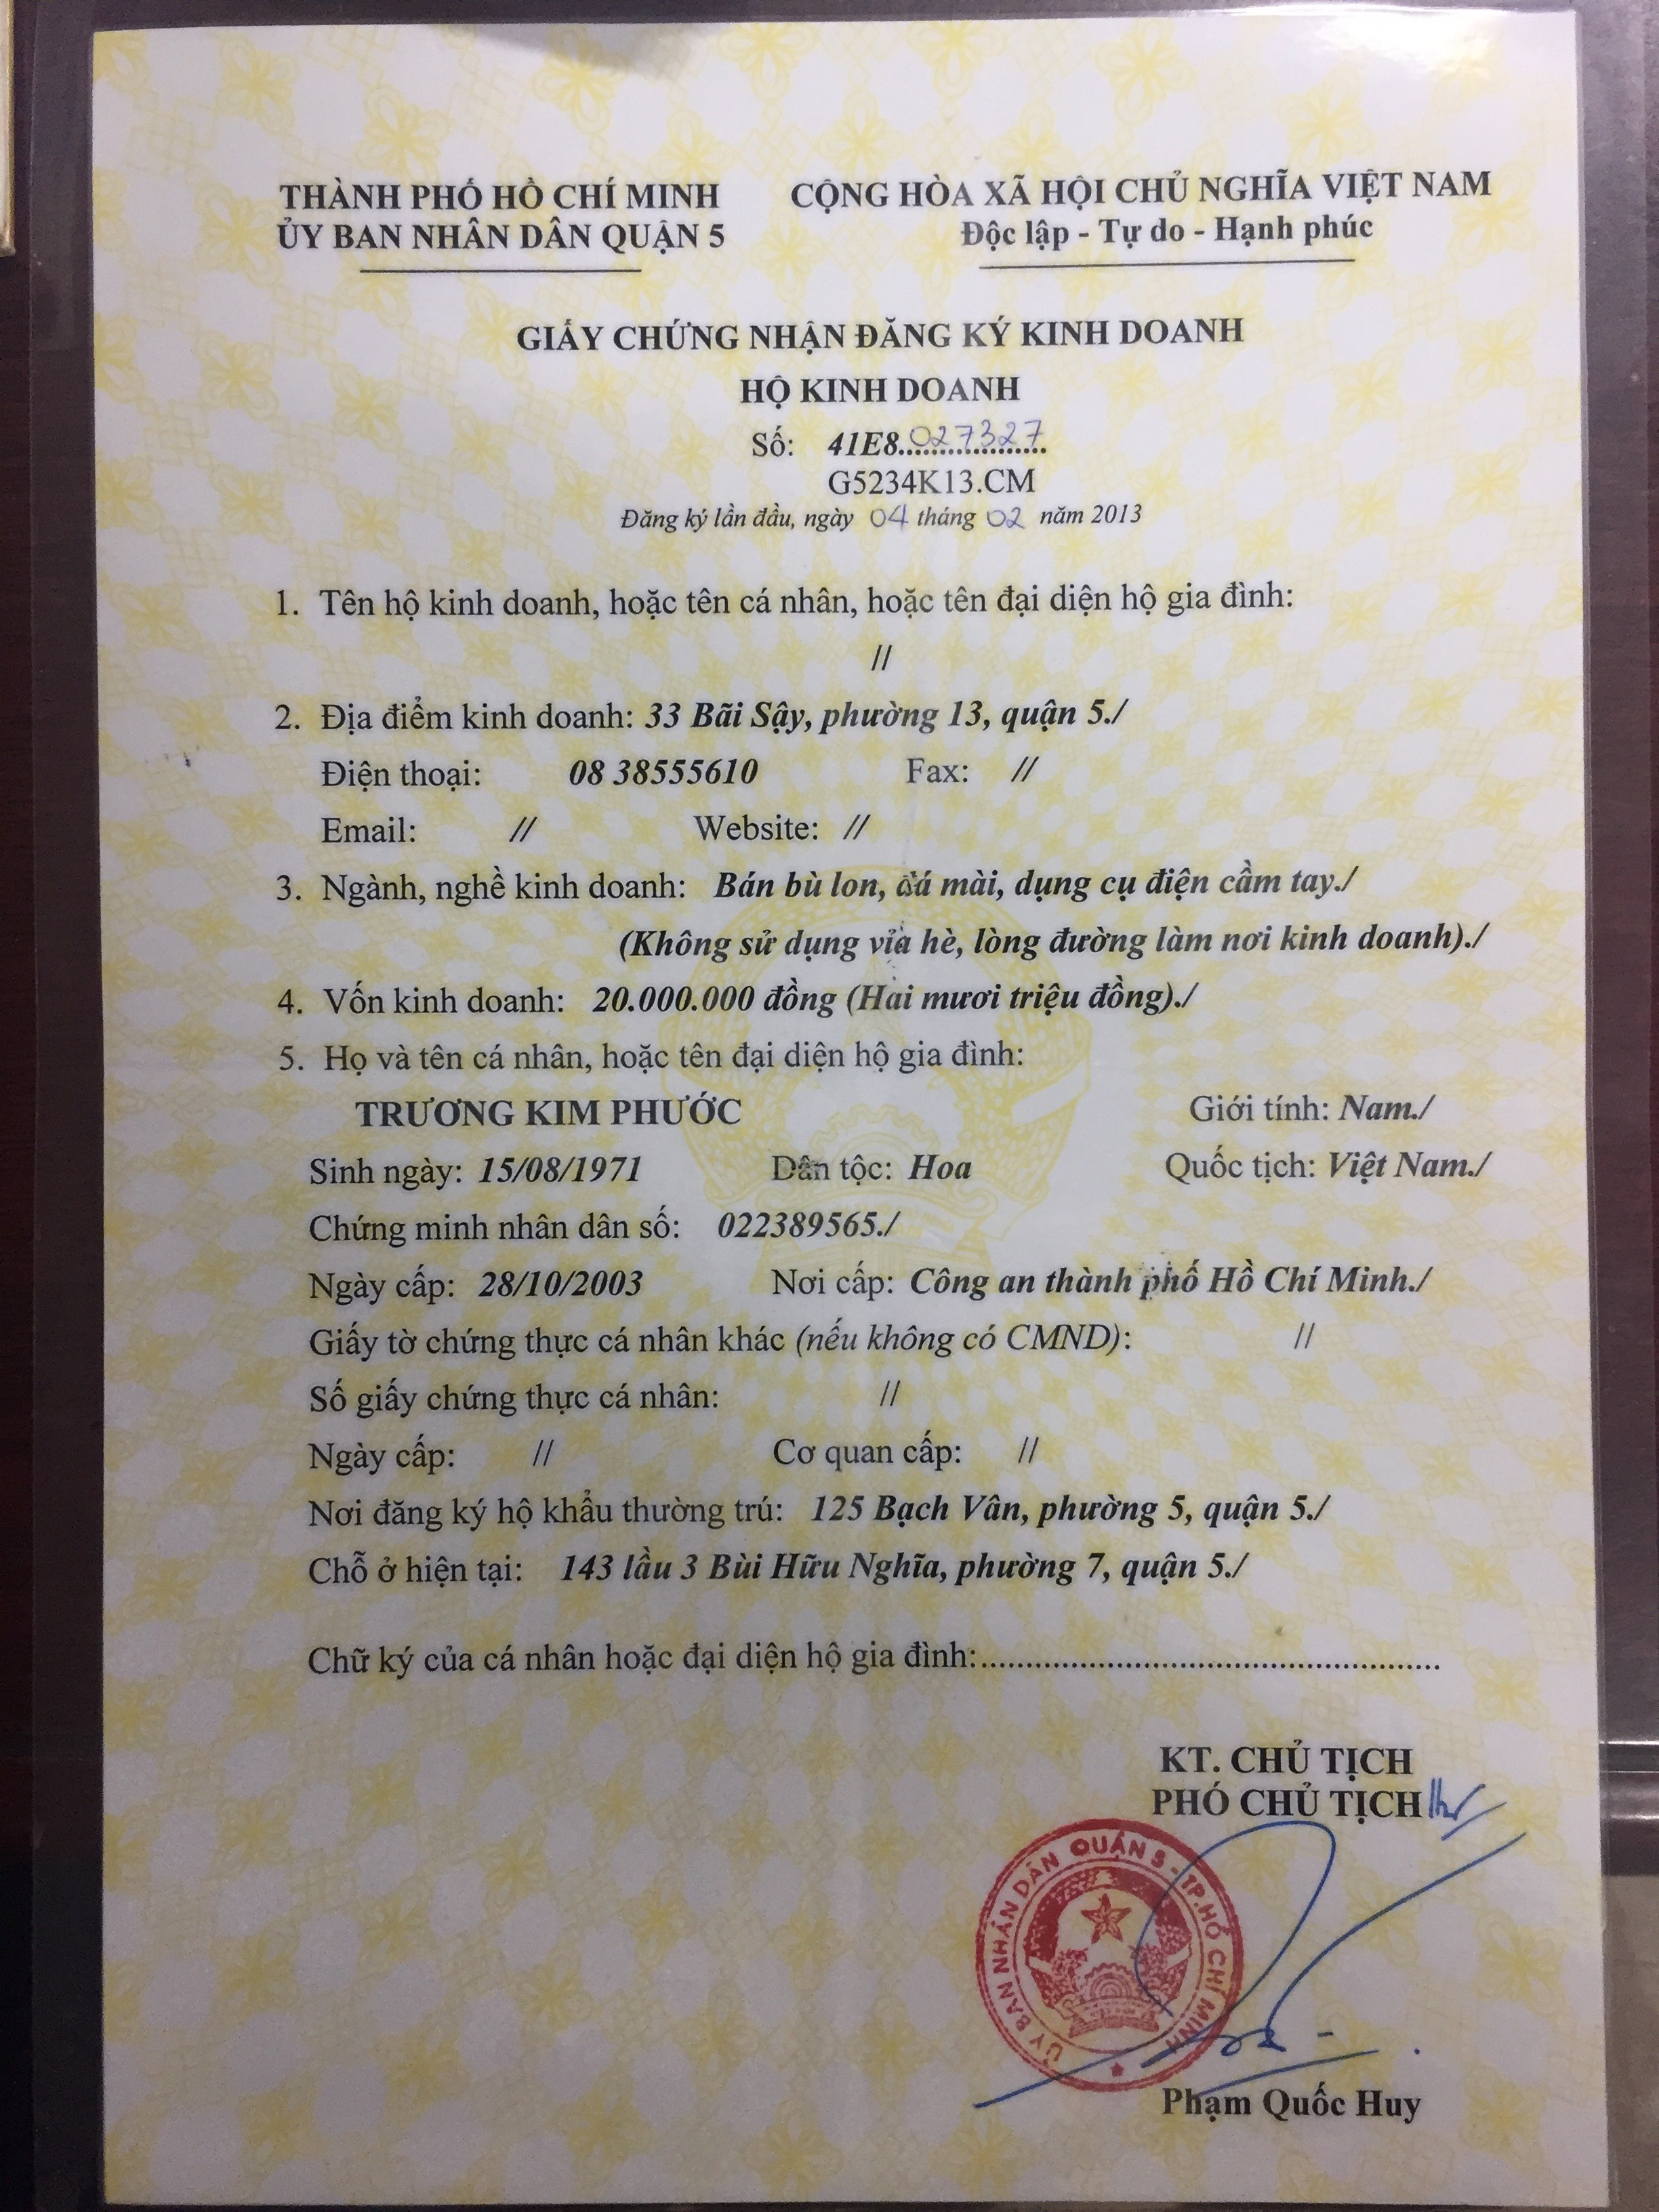 THÀNH PHỐ HỒ CHÍ MINH
ỦY BAN NHÂN DÂN QUẬN 5
CỘNG HÒA XÃ HỘI CHỦ NGHĨA VIỆT NAM
Độc lập - Tự do - Hạnh phúc
GIẤY CHỨNG NHẬN ĐĂNG KÝ KINH DOANH
HỘ KINH DOANH
Số: 41E8..027327
G5234K13.CM
Đăng ký lần đầu, ngày 04 tháng 02 năm 2013
1. Tên hộ kinh doanh, hoặc tên cá nhân, hoặc tên đại diện hộ gia đình:
//
2. Địa điểm kinh doanh: 33 Bãi Sậy, phường 13, quận 5./
Điện thoại: 08 38555610 Fax: //
Email: // Website: //
3. Ngành, nghề kinh doanh: Bán bù lon, đá mài, dụng cụ điện cầm tay./
(Không sử dụng vỉa hè, lòng đường làm nơi kinh doanh)./
4. Vốn kinh doanh: 20.000.000 đồng (Hai mươi triệu đồng)./
5. Họ và tên cá nhân, hoặc tên đại diện hộ gia đình:
TRƯƠNG KIM PHƯỚC Giới tính: Nam./
Sinh ngày: 15/08/1971 Dân tộc: Hoa Quốc tịch: Việt Nam./
Chứng minh nhân dân số: 022389565./
Ngày cấp: 28/10/2003 Nơi cấp: Công an thành phố Hồ Chí Minh./
Giấy tờ chứng thực cá nhân khác (nếu không có CMND): //
Số giấy chứng thực cá nhân: //
Ngày cấp: // Cơ quan cấp: //
Nơi đăng ký hộ khẩu thường trú: 125 Bạch Vân, phường 5, quận 5./
Chỗ ở hiện tại: 143 lầu 3 Bùi Hữu Nghĩa, phường 7, quận 5./
Chữ ký của cá nhân hoặc đại diện hộ gia đình:....................................................
KT. CHỦ TỊCH
PHÓ CHỦ TỊCH
ỦY BAN NHÂN DÂN QUẬN 5 - TP. HỒ CHÍ MINH
Phạm Quốc Huy